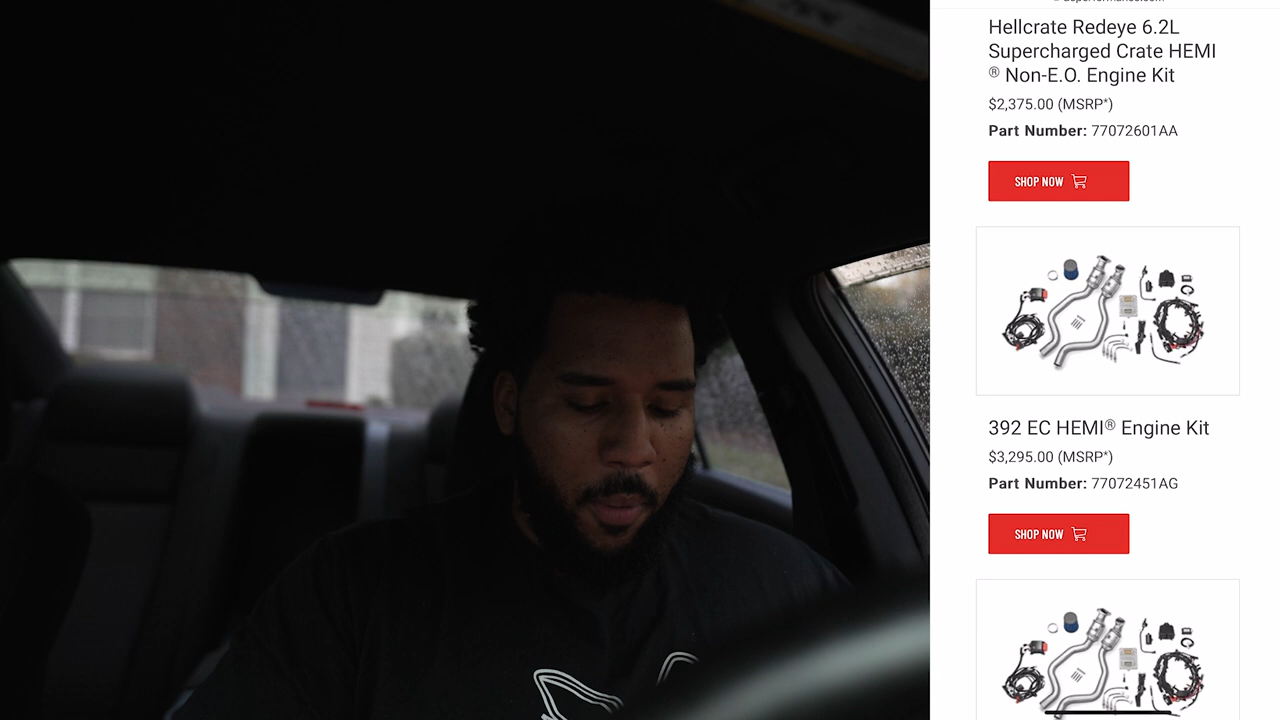 Hellcrate Redeye 6.2L
Supercharged Crate HEMI
® Non-E.O. Engine Kit
$2,375.00 (MSRP*)
Part Number: 77072601AA
SHOP NOW
392 EC HEMI® Engine Kit
$3,295.00 (MSRP*)
Part Number: 77072451AG
SHOP NOW